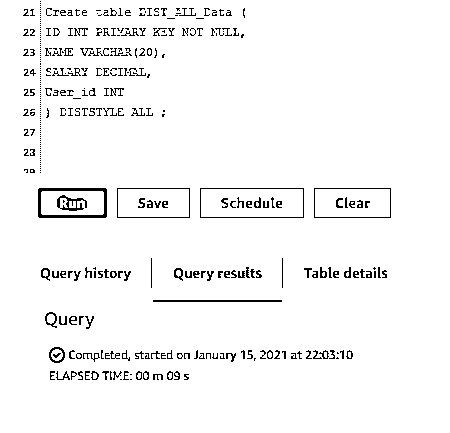 21 Create table DIST_ALL_Data (
22 ID INT PRIMARY KEY NOT NULL,
23 NAME VARCHAR(20),
24 SALARY DECIMAL,
25 User_id INT
26 ) DISTSTYLE ALL ;
27
28
29
Run Save Schedule Clear
Query history Query results Table details
Query
Completed, started on January 15, 2021 at 22:03:10
ELAPSED TIME: 00 m 09 s